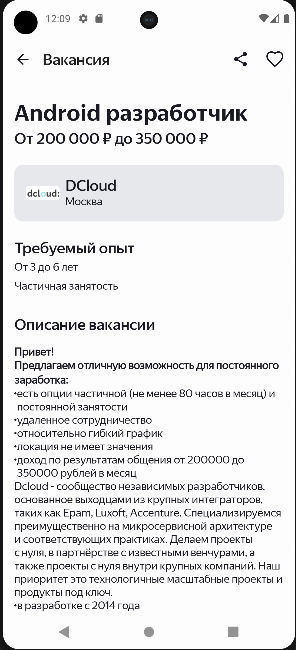 12:09
Вакансия
Android разработчик
От 200 000 ₽ до 350 000 ₽
dcloud:
DCloud
Москва
Требуемый опыт
От 3 до 6 лет
Частичная занятость
Описание вакансии
Привет!
Предлагаем отличную возможность для постоянного
заработка:
•есть опции частичной (не менее 80 часов в месяц) и
постоянной занятости
•удаленное сотрудничество
•относительно гибкий график
•локация не имеет значения
•доход по результатам общения от 200000 до
350000 рублей в месяц
Dcloud - сообщество независимых разработчиков,
основанное выходцами из крупных интеграторов,
таких как Epam, Luxoft, Accenture. Специализируемся
преимущественно на микросервисной архитектуре
и соответствующих практиках. Делаем проекты
с нуля, в партнёрстве с известными венчурами, а
также проекты с нуля внутри крупных компаний. Наш
приоритет это технологичные масштабные проекты и
продукты под ключ.
•в разработке с 2014 года